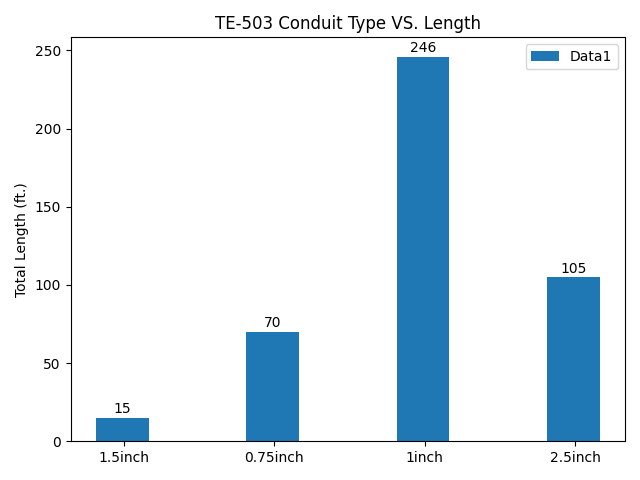 TE-503 Conduit Type VS. Length
Data1
Total Length (ft.)
250
200
150
100
50
0
15
70
246
105
1.5inch
0.75inch
1inch
2.5inch